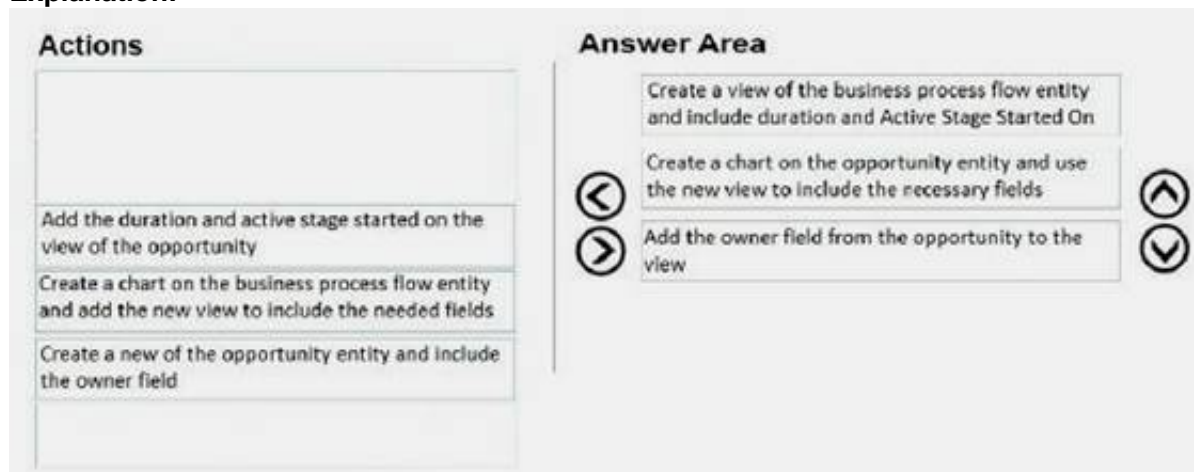 Actions
Add the duration and active stage started on the
view of the opportunity
Create a chart on the business process flow entity
and add the new view to include the needed fields
Create a new of the opportunity entity and include
the owner field
Answer Area
Create a view of the business process flow entity
and include duration and Active Stage Started On
Create a chart on the opportunity entity and use
the new view to include the necessary fields
Add the owner field from the opportunity to the
view